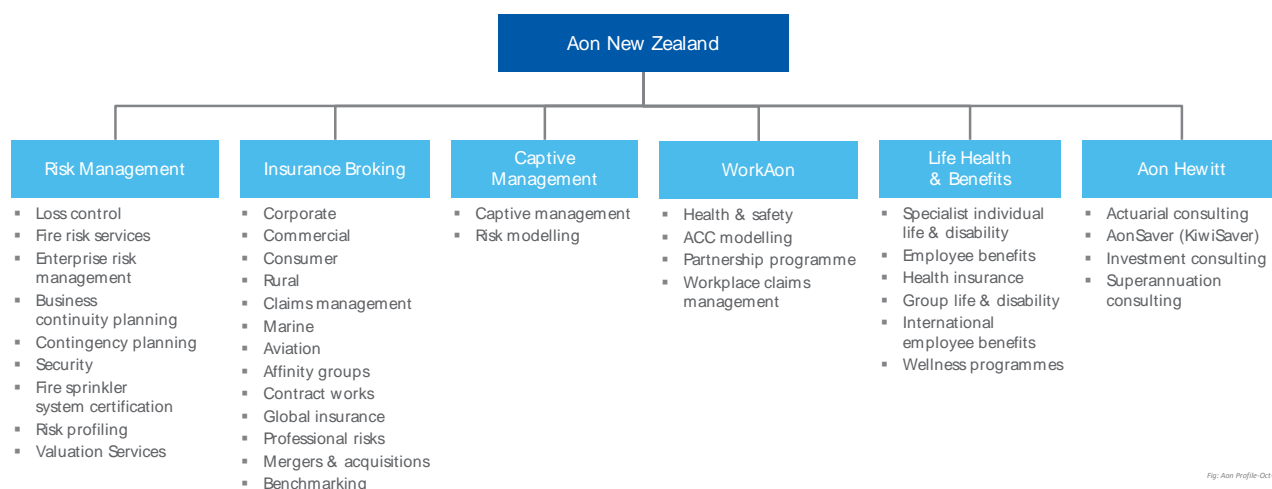 Aon New Zealand
Risk Management
Loss control
Fire risk services
Enterprise risk
management
Business
continuity planning
Contingency planning
Security
Fire sprinkler
system certification
Risk profiling
Valuation Services
Insurance Broking
Corporate
Commercial
Consumer
Rural
Claims management
Marine
Aviation
Affinity groups
Contract works
Global insurance
Professional risks
Mergers & acquisitions
Benchmarking
Captive
Management
Captive management
Risk modelling
WorkAon
Health & safety
ACC modelling
Partnership programme
Workplace claims
management
Life Health
& Benefits
Specialist individual
life & disability
Employee benefits
Health insurance
Group life & disability
International
employee benefits
Wellness programmes
Aon Hewitt
Actuarial consulting
AonSaver (KiwiSaver)
Investment consulting
Superannuation
consulting
Fig: Aon Profile-Oct